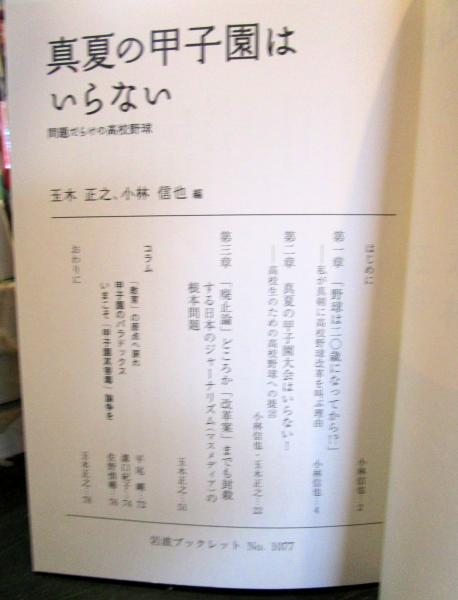 真夏の甲子園は
いらない
問題だらけの高校野球
玉木 正之、小林 信也 編
はじめに 小林信也…2
第一章 「野球は二〇歳になってから!?」
――私が真剣に高校野球改革を叫ぶ理由 小林信也…4
第二章 真夏の甲子園大会はいらない!
――高校生のための高校野球への提言 小林信也・玉木正之…22
第三章 「廃止論」どころか「改革案」までも封殺
する日本のジャーナリズム(マスメディア)の
根本問題 玉木正之…51
コラム
「教育」の原点へ戻れ 平尾 剛…72
甲子園のパラドックス 溝口紀子…74
いまこそ「甲子園不要論」論争を 佐野慎輔…76
おわりに 玉木正之…78
岩波ブックレット No. 1077